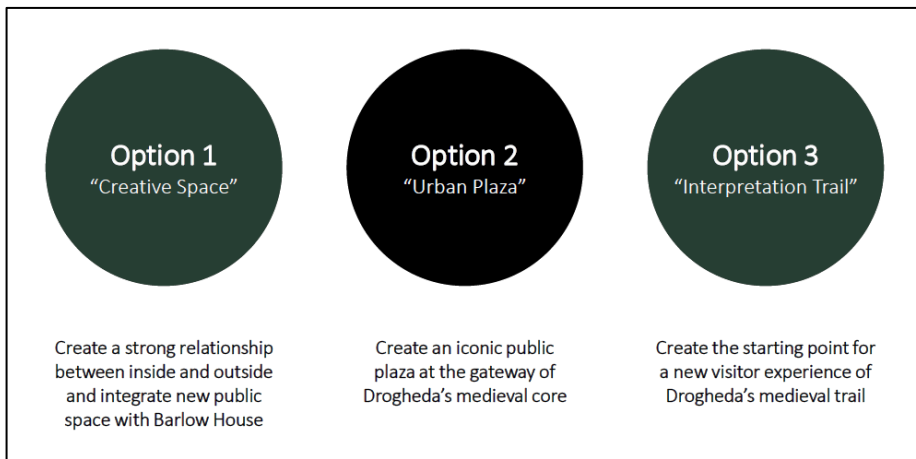 Option 1
“Creative Space”
Create a strong relationship
between inside and outside
and integrate new public
space with Barlow House
Option 2
“Urban Plaza”
Create an iconic public
plaza at the gateway of
Drogheda’s medieval core
Option 3
“Interpretation Trail”
Create the starting point for
a new visitor experience of
Drogheda’s medieval trail